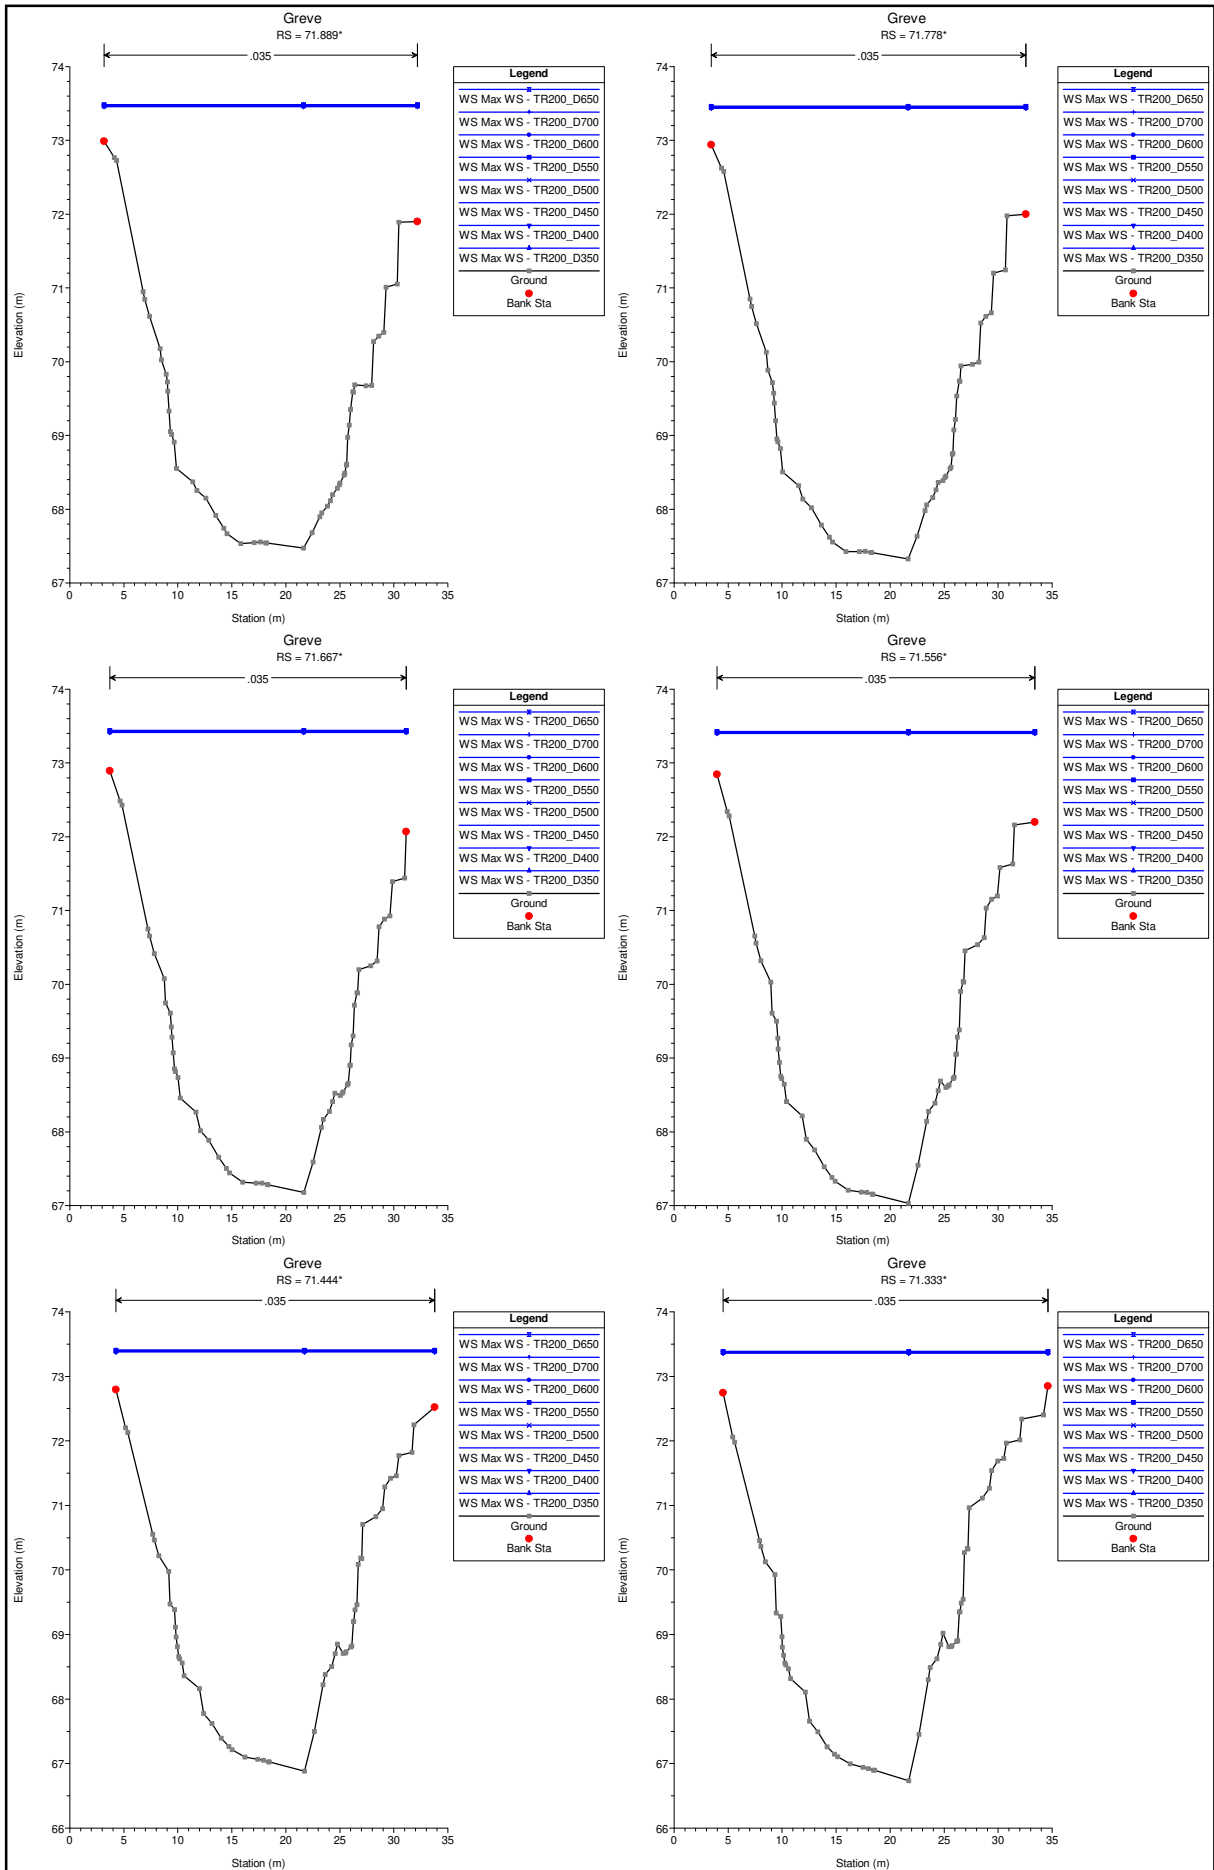 Greve
RS = 71.889*
.035
74
73
72
71
70
69
68
67
Elevation (m)
0 5 10 15 20 25 30 35
Station (m)
Legend
WS Max WS - TR200_D650
WS Max WS - TR200_D700
WS Max WS - TR200_D600
WS Max WS - TR200_D550
WS Max WS - TR200_D500
WS Max WS - TR200_D450
WS Max WS - TR200_D400
WS Max WS - TR200_D350
Ground
Bank Sta
Greve
RS = 71.778*
.035
74
73
72
71
70
69
68
67
Elevation (m)
0 5 10 15 20 25 30 35
Station (m)
Legend
WS Max WS - TR200_D650
WS Max WS - TR200_D700
WS Max WS - TR200_D600
WS Max WS - TR200_D550
WS Max WS - TR200_D500
WS Max WS - TR200_D450
WS Max WS - TR200_D400
WS Max WS - TR200_D350
Ground
Bank Sta
Greve
RS = 71.667*
.035
74
73
72
71
70
69
68
67
Elevation (m)
0 5 10 15 20 25 30 35
Station (m)
Legend
WS Max WS - TR200_D650
WS Max WS - TR200_D700
WS Max WS - TR200_D600
WS Max WS - TR200_D550
WS Max WS - TR200_D500
WS Max WS - TR200_D450
WS Max WS - TR200_D400
WS Max WS - TR200_D350
Ground
Bank Sta
Greve
RS = 71.556*
.035
74
73
72
71
70
69
68
67
Elevation (m)
0 5 10 15 20 25 30 35
Station (m)
Legend
WS Max WS - TR200_D650
WS Max WS - TR200_D700
WS Max WS - TR200_D600
WS Max WS - TR200_D550
WS Max WS - TR200_D500
WS Max WS - TR200_D450
WS Max WS - TR200_D400
WS Max WS - TR200_D350
Ground
Bank Sta
Greve
RS = 71.444*
.035
74
73
72
71
70
69
68
67
66
Elevation (m)
0 5 10 15 20 25 30 35
Station (m)
Legend
WS Max WS - TR200_D650
WS Max WS - TR200_D700
WS Max WS - TR200_D600
WS Max WS - TR200_D550
WS Max WS - TR200_D500
WS Max WS - TR200_D450
WS Max WS - TR200_D400
WS Max WS - TR200_D350
Ground
Bank Sta
Greve
RS = 71.333*
.035
74
73
72
71
70
69
68
67
66
Elevation (m)
0 5 10 15 20 25 30 35
Station (m)
Legend
WS Max WS - TR200_D650
WS Max WS - TR200_D700
WS Max WS - TR200_D600
WS Max WS - TR200_D550
WS Max WS - TR200_D500
WS Max WS - TR200_D450
WS Max WS - TR200_D400
WS Max WS - TR200_D350
Ground
Bank Sta